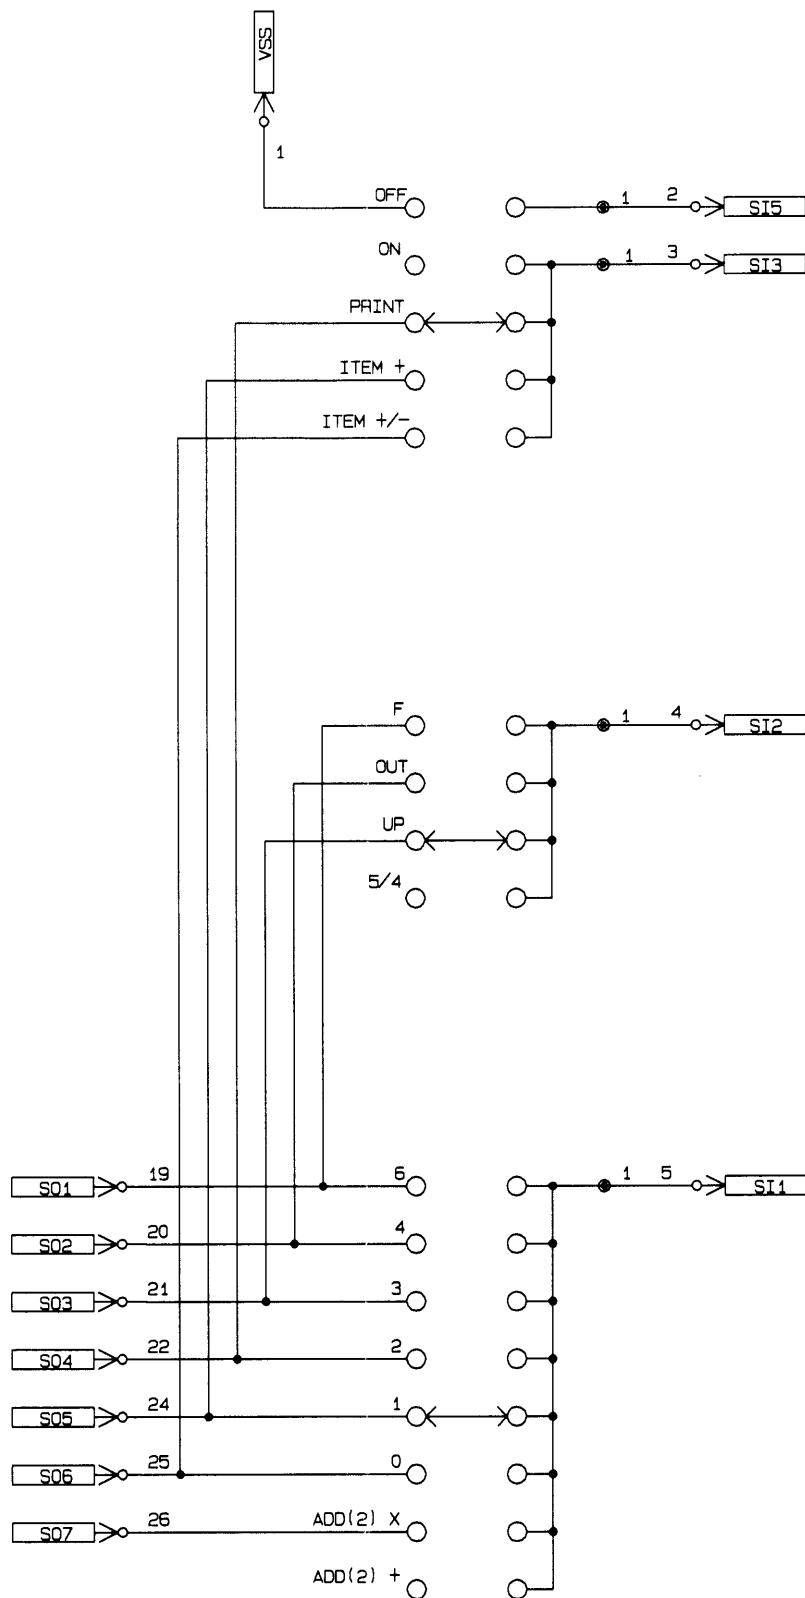 VSS
1
OFF 1 2 SI5
ON 1 3 SI3
PRINT
ITEM +
ITEM +/-
F 1 4 SI2
OUT
UP
5/4
SO1 19 6 1 5 SI1
SO2 20 4
SO3 21 3
SO4 22 2
SO5 24 1
SO6 25 0
SO7 26 ADD(2) X
ADD(2) +